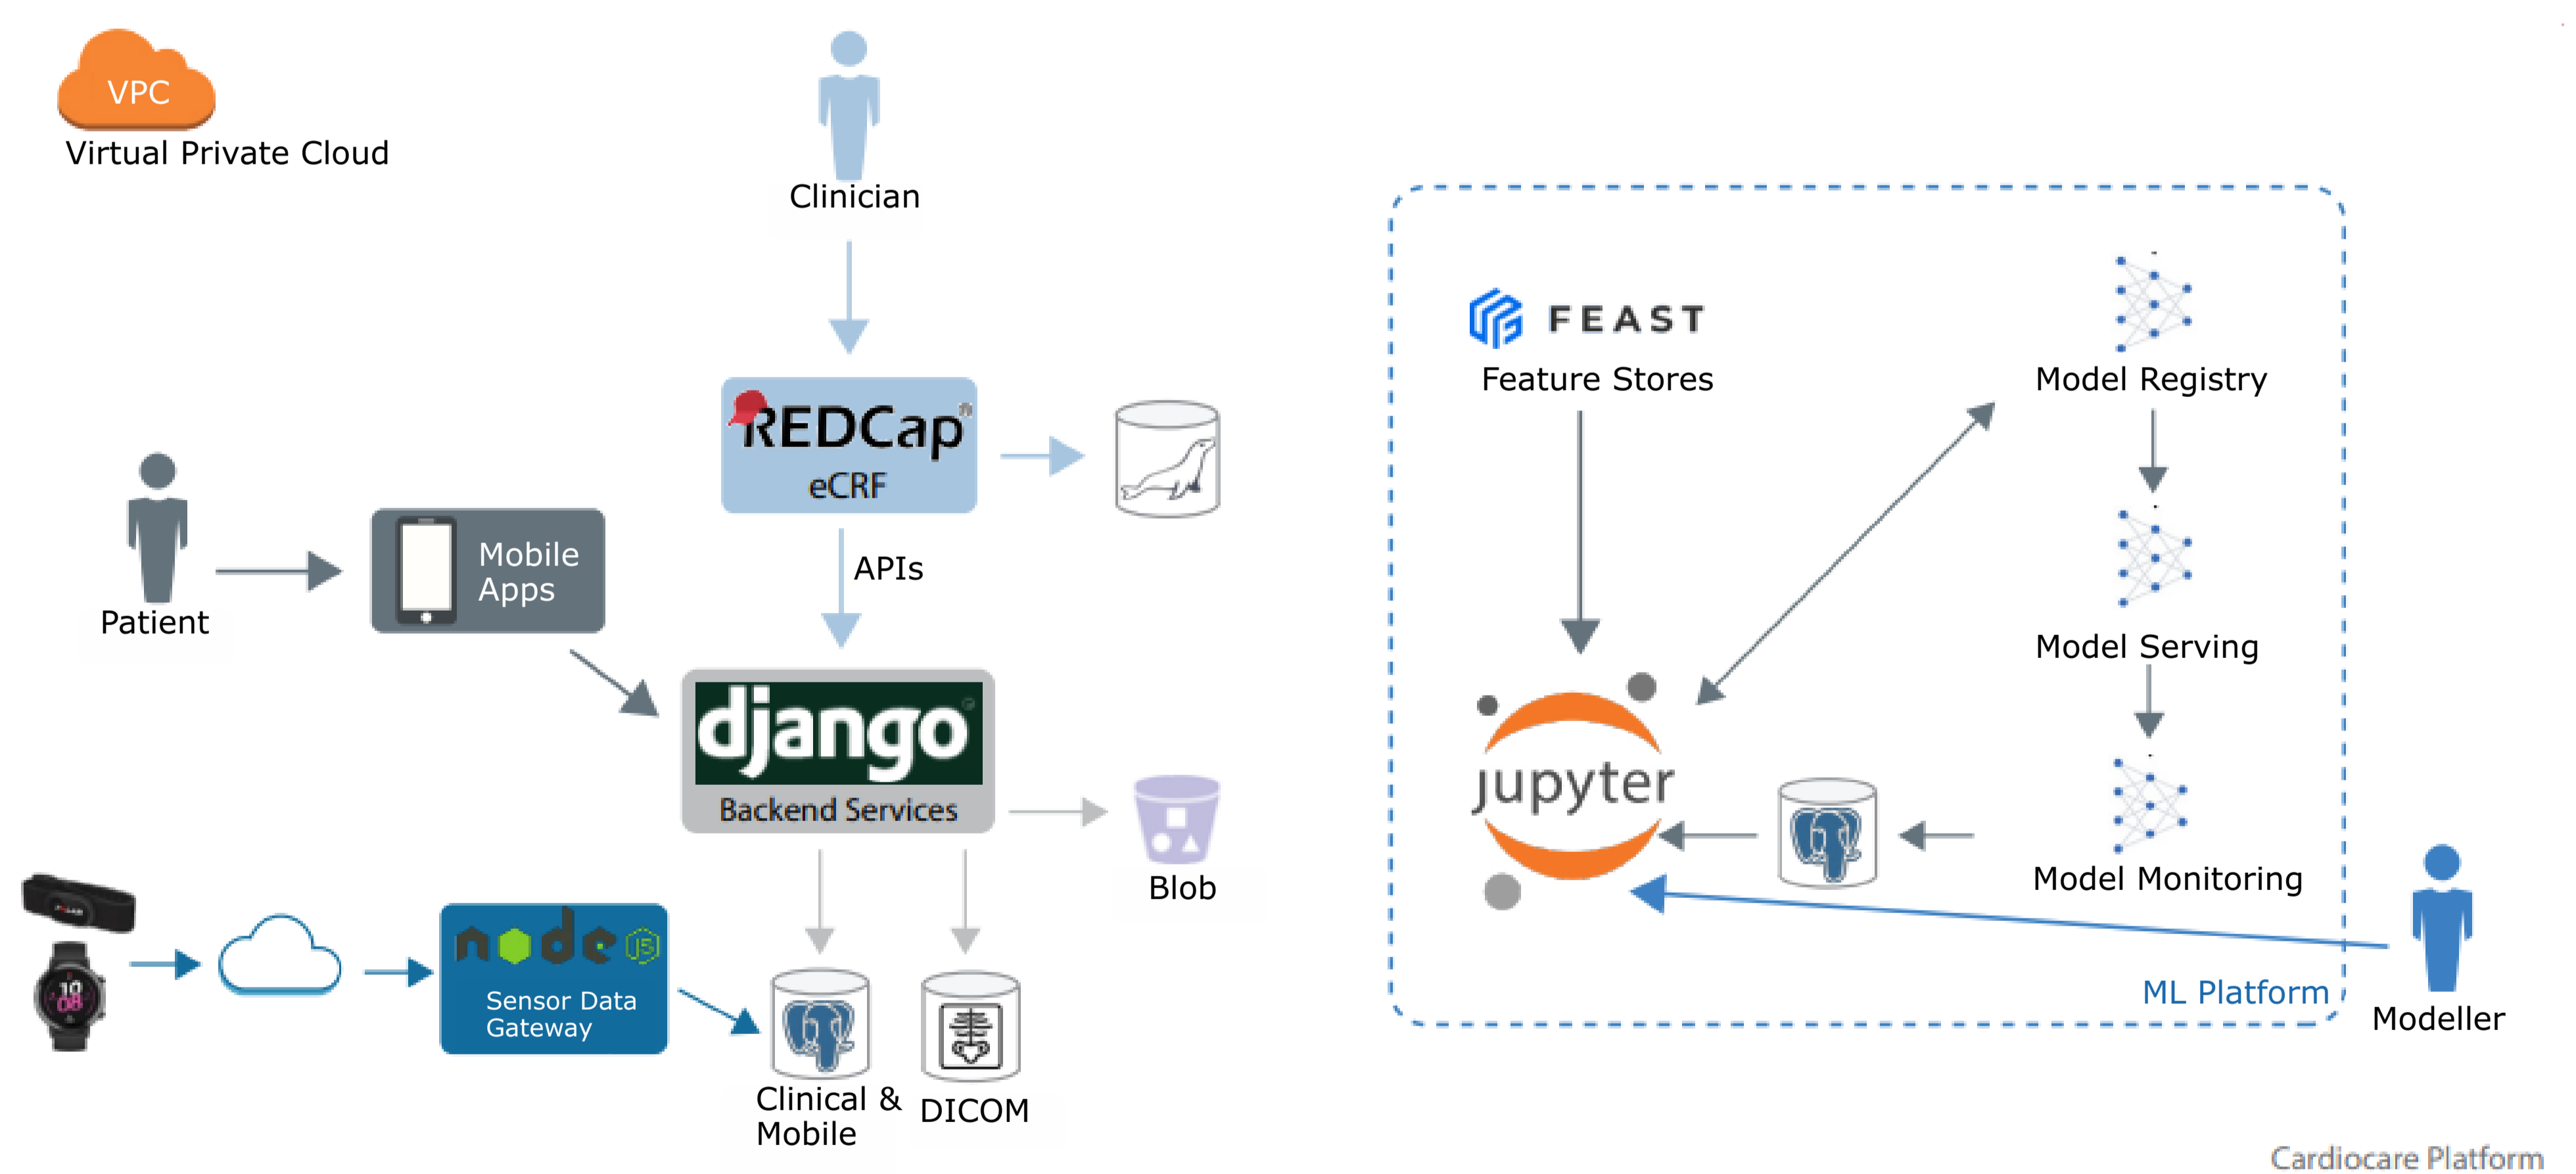 VPC
Virtual Private Cloud
Clinician
REDCap
eCRF
APIs
Patient
Mobile
Apps
django
Backend Services
Blob
node
JS
Sensor Data
Gateway
10
08
Clinical &
Mobile
DICOM
FEAST
Feature Stores
Model Registry
Model Serving
jupyter
Model Monitoring
ML Platform
Modeller
Cardiocare Platform